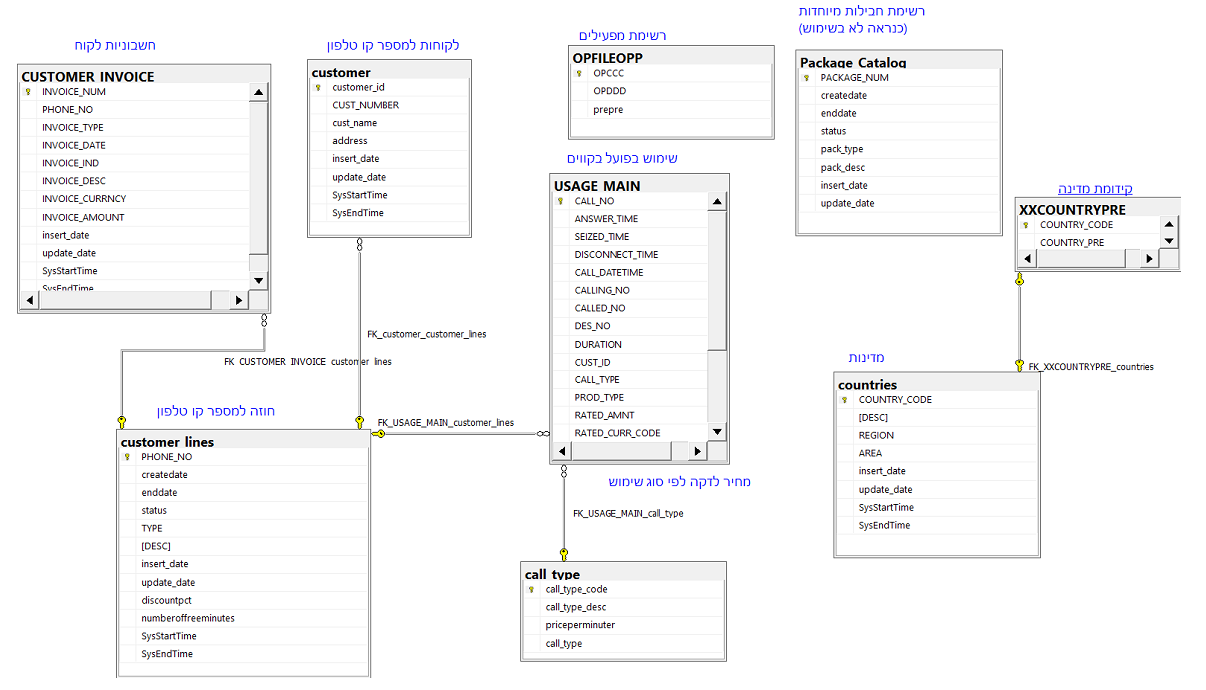 חשבוניות לקוח
CUSTOMER INVOICE
INVOICE_NUM
PHONE_NO
INVOICE_TYPE
INVOICE_DATE
INVOICE_IND
INVOICE_DESC
INVOICE_CURRNCY
INVOICE_AMOUNT
insert_date
update_date
SysStartTime
SysEndTime
לקוחות למספר קו טלפון
customer
customer_id
CUST_NUMBER
cust_name
address
insert_date
update_date
SysStartTime
SysEndTime
רשימת מפעילים
OPFILEOPP
OPCCC
OPDDD
prepre
רשימת חבילות מיוחדות
(כנראה לא בשימוש)
Package_Catalog
PACKAGE_NUM
createdate
enddate
status
pack_type
pack_desc
insert_date
update_date
שימוש בפועל בקווים
USAGE MAIN
CALL_NO
ANSWER_TIME
SEIZED_TIME
DISCONNECT_TIME
CALL_DATETIME
CALLING_NO
CALLED_NO
DES_NO
DURATION
CUST_ID
CALL_TYPE
PROD_TYPE
RATED_AMNT
RATED_CURR_CODE
קידומת מדינה
XXCOUNTRYPRE
COUNTRY_CODE
COUNTRY_PRE
FK_customer_customer_lines
FK_CUSTOMER INVOICE_customer_lines
FK_USAGE_MAIN_customer_lines
FK_XXCOUNTRYPRE_countries
חוזה למספר קו טלפון
customer lines
PHONE_NO
createdate
enddate
status
TYPE
[DESC]
insert_date
update_date
discountpct
numberoffreeminutes
SysStartTime
SysEndTime
מדינות
countries
COUNTRY_CODE
[DESC]
REGION
AREA
insert_date
update_date
SysStartTime
SysEndTime
מחיר לדקה לפי סוג שימוש
FK_USAGE_MAIN_call_type
call_type
call_type_code
call_type_desc
priceperminuter
call_type